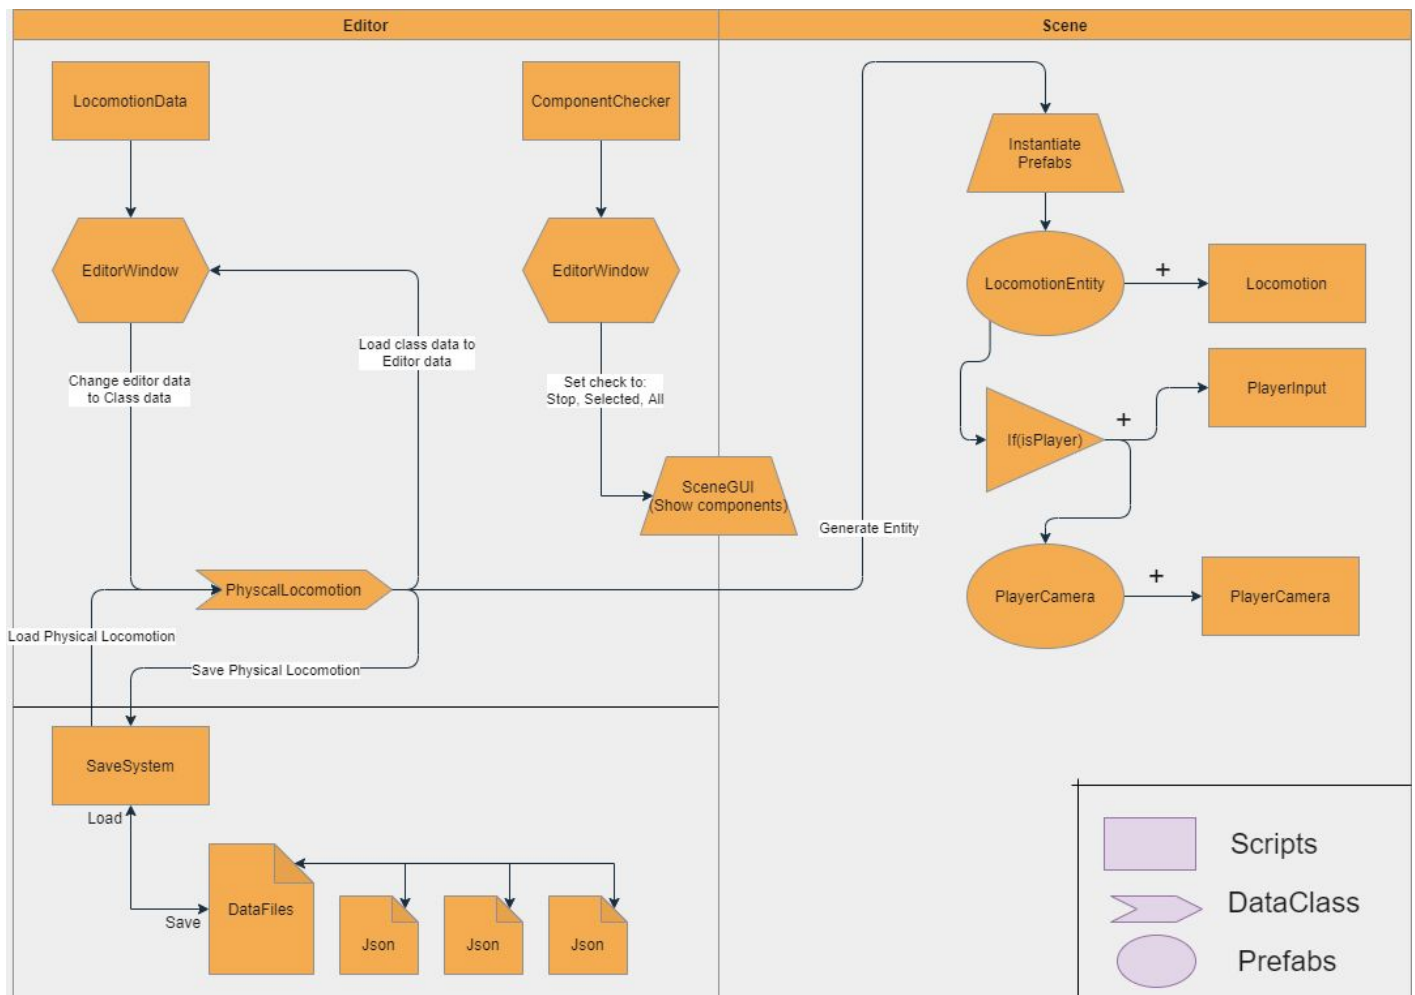 Editor
Scene
LocomotionData
ComponentChecker
Instantiate
Prefabs
EditorWindow
EditorWindow
LocomotionEntity
+
Locomotion
Load class data to
Editor data
Change editor data
to Class data
Set check to:
Stop, Selected, All
PlayerInput
+
If(isPlayer)
SceneGUI
(Show components)
Generate Entity
PhyscalLocomotion
+
PlayerCamera
PlayerCamera
Load Physical Locomotion
Save Physical Locomotion
SaveSystem
Load
Save
DataFiles
Json
Json
Json
Scripts
DataClass
Prefabs